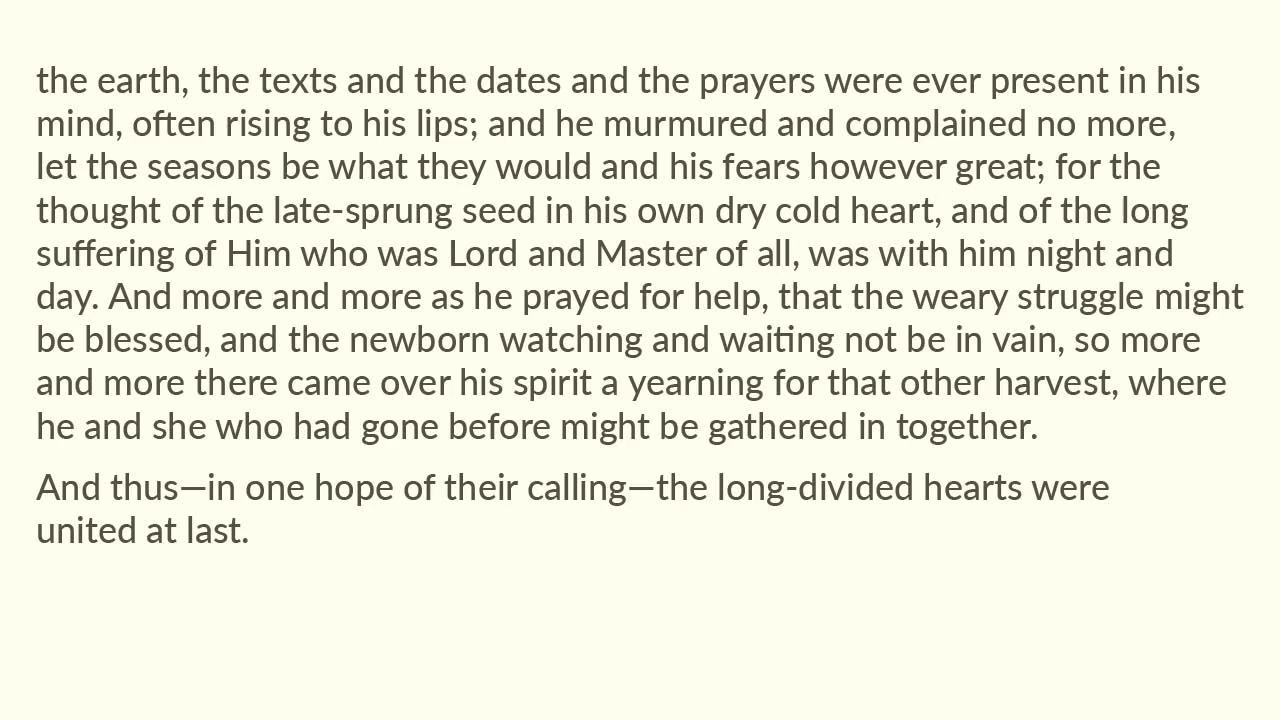 the earth, the texts and the dates and the prayers were ever present in his
mind, often rising to his lips; and he murmured and complained no more,
let the seasons be what they would and his fears however great; for the
thought of the late-sprung seed in his own dry cold heart, and of the long
suffering of Him who was Lord and Master of all, was with him night and
day. And more and more as he prayed for help, that the weary struggle might
be blessed, and the newborn watching and waiting not be in vain, so more
and more there came over his spirit a yearning for that other harvest, where
he and she who had gone before might be gathered in together.
And thus—in one hope of their calling—the long-divided hearts were
united at last.